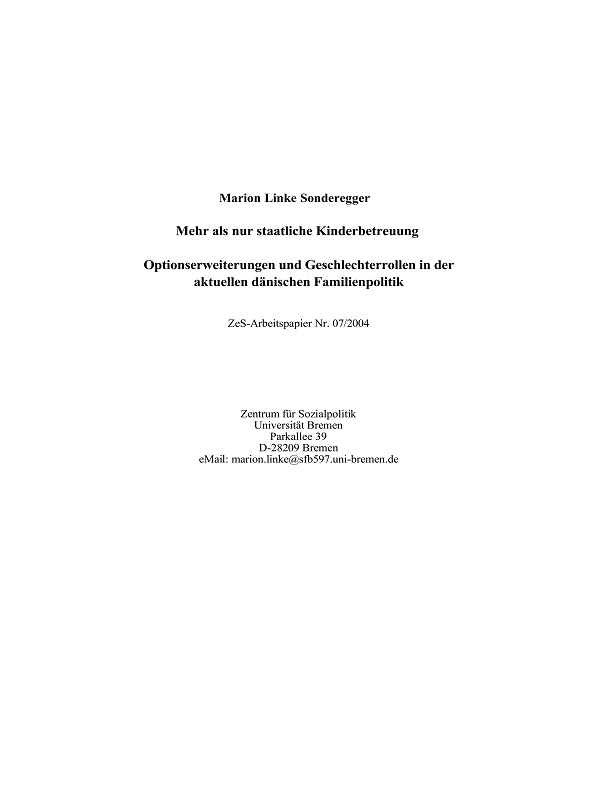 Marion Linke Sonderegger
Mehr als nur staatliche Kinderbetreuung
Optionserweiterungen und Geschlechterrollen in der
aktuellen dänischen Familienpolitik
ZeS-Arbeitspapier Nr. 07/2004
Zentrum für Sozialpolitik
Universität Bremen
Parkallee 39
D-28209 Bremen
eMail: marion.linke@sfb597.uni-bremen.de